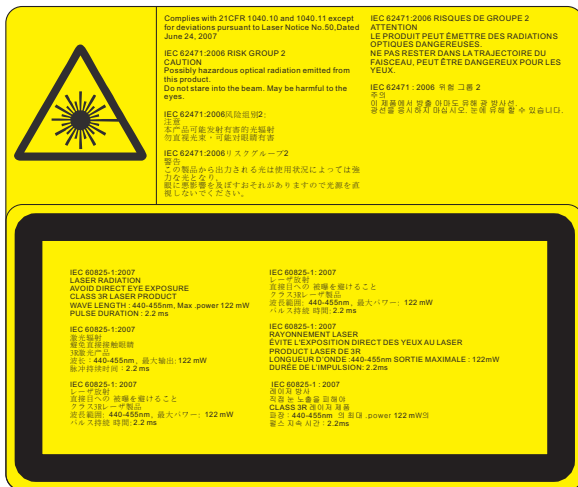 Complies with 21CFR 1040.10 and 1040.11 except
for deviations pursuant to Laser Notice No.50,Dated
June 24, 2007
IEC 62471:2006 RISK GROUP 2
CAUTION
Possibly hazardous optical radiation emitted from
this product.
Do not stare into the beam. May be harmful to the
eyes.
IEC 62471:2006风险组别2:
注意
本产品可能发射有害的光辐射
勿直视光束，可能对眼睛有害
IEC 62471:2006リスクグループ2
警告
この製品から出力される光は使用状況によっては強
力な光となり、
眼に悪影響を及ぼすおそれがありますので光源を直
視しないでください。
IEC 62471:2006 RISQUES DE GROUPE 2
ATTENTION
LE PRODUIT PEUT ÉMETTRE DES RADIATIONS
OPTIQUES DANGEREUSES.
NE PAS RESTER DANS LA TRAJECTOIRE DU
FAISCEAU, PEUT ÊTRE DANGEREUX POUR LES
YEUX.
IEC 62471 : 2006 위험 그룹 2
주의
이 제품에서 방출 아마도 유해 광 방사선.
광선을 응시하지 마십시오. 눈에 유해 할 수 있습니다.
IEC 60825-1:2007
LASER RADIATION
AVOID DIRECT EYE EXPOSURE
CLASS 3R LASER PRODUCT
WAVE LENGTH : 440-455nm, Max .power 122 mW
PULSE DURATION : 2.2 ms
IEC 60825-1:2007
激光辐射
避免直接接触眼睛
3R激光产品
波长：440-455nm，最大输出: 122 mW
脉冲持续时间：2.2 ms
IEC 60825-1: 2007
レーザ放射
直接目への 被曝を避けること
クラス3Rレーザ製品
波長範囲: 440-455nm, 最大パワー: 122 mW
パルス持続 時間: 2.2 ms
IEC 60825-1: 2007
レーザ放射
直接目への 被曝を避けること
クラス3Rレーザ製品
波長範囲: 440-455nm, 最大パワー: 122 mW
パルス持続 時間: 2.2 ms
IEC 60825-1:2007
RAYONNEMENT LASER
ÉVITE L'EXPOSITION DIRECT DES YEUX AU LASER
PRODUCT LASER DE 3R
LONGUEUR D'ONDE :440-455nm SORTIE MAXIMALE : 122mW
DURÉE DE L'IMPULSION: 2.2ms
IEC 60825-1 : 2007
레이저 방사
직접 눈 노출을 피해야
CLASS 3R 레이저 제품
파장 : 440-455nm 의 최대 .power 122 mW의
펄스 지속 시간 : 2.2ms